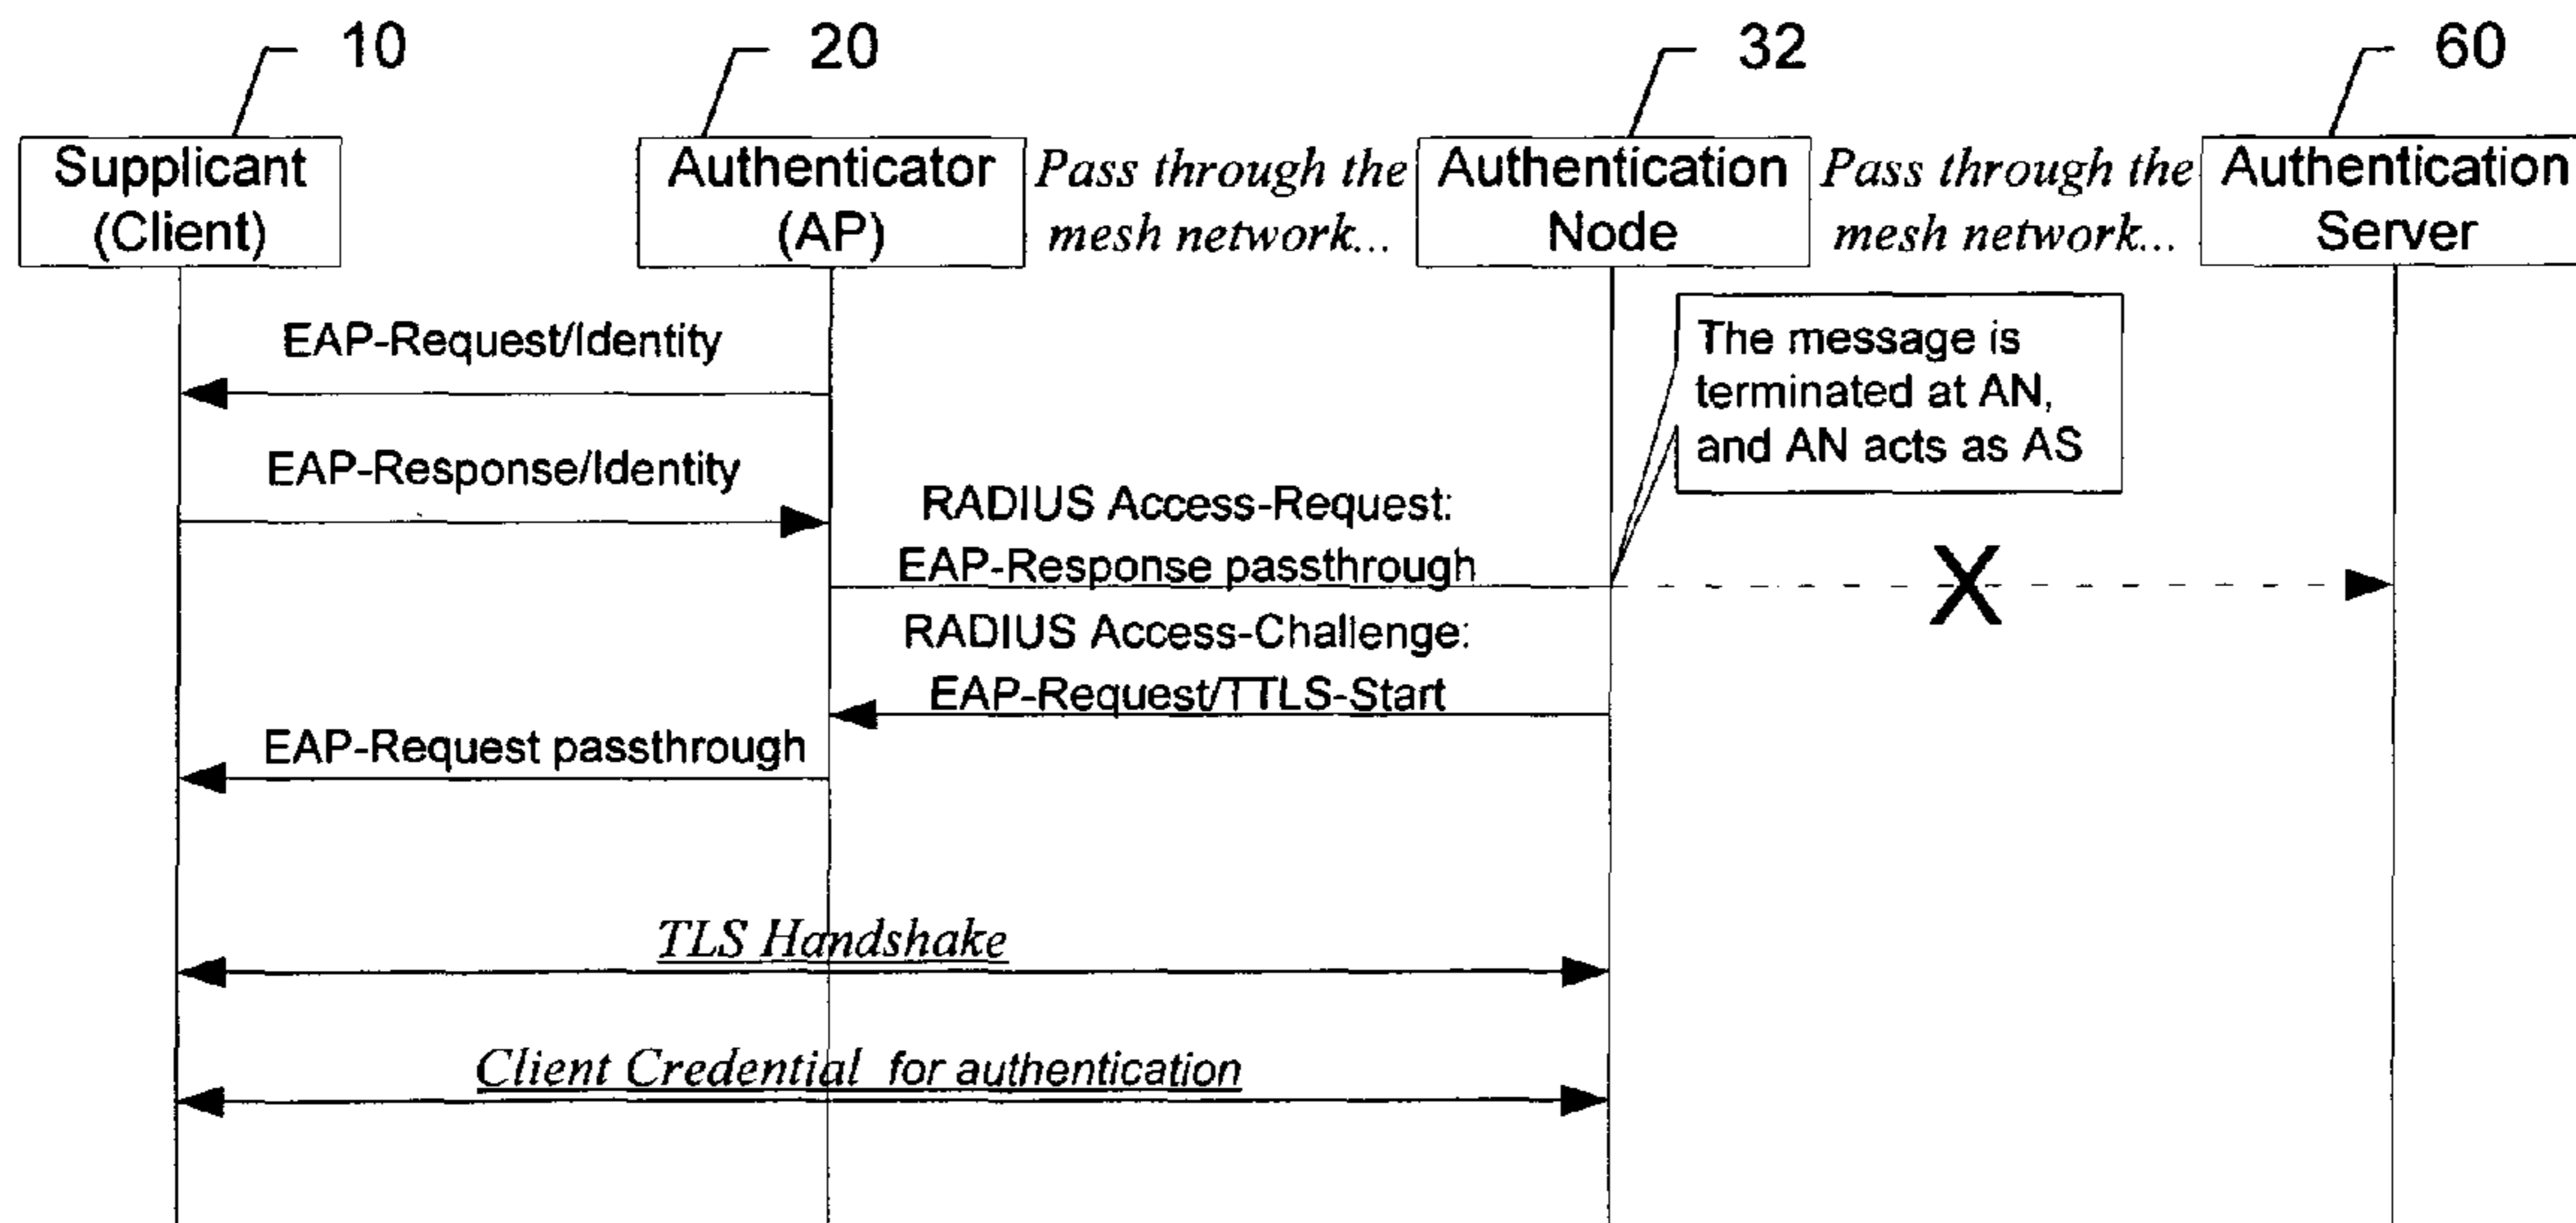 10
20
32
60
Supplicant
(Client)
Authenticator
(AP)
Pass through the
mesh network...
Authentication
Node
Pass through the
mesh network...
Authentication
Server
EAP-Request/Identity
The message is
terminated at AN,
and AN acts as AS
EAP-Response/Identity
RADIUS Access-Request:
EAP-Response passthrough
X
RADIUS Access-Challenge:
EAP-Request/TTLS-Start
EAP-Request passthrough
TLS Handshake
Client Credential for authentication